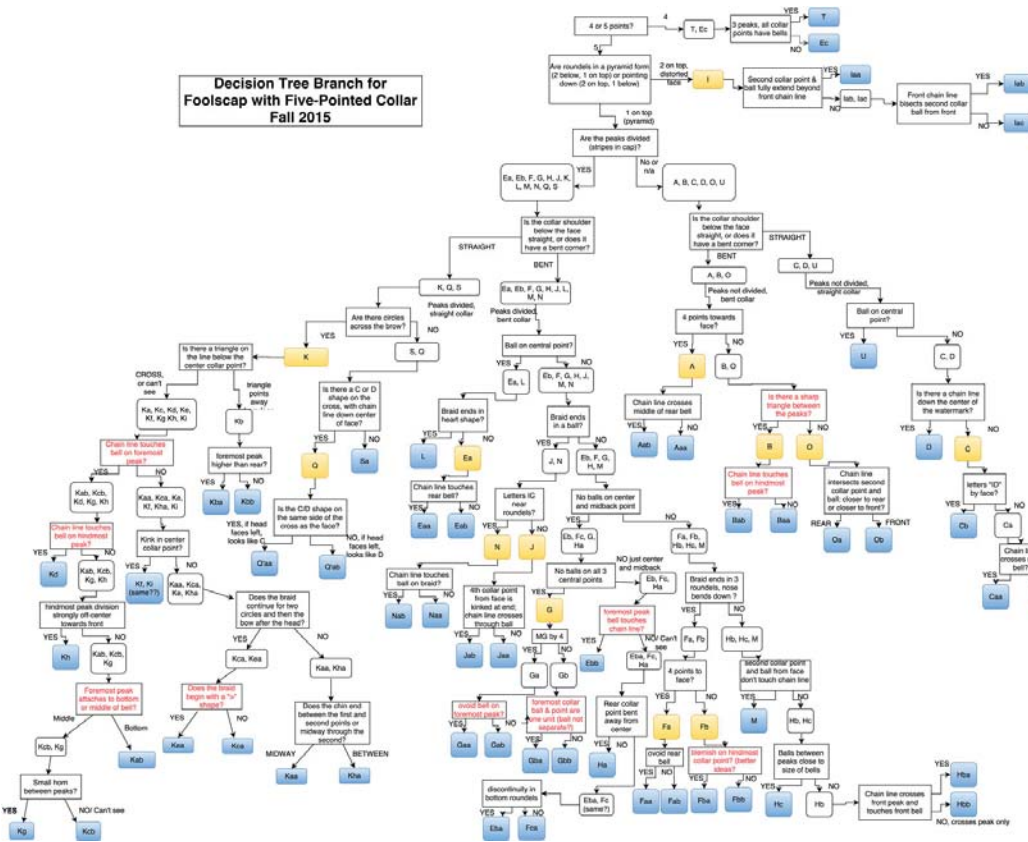 Decision Tree Branch for
Foolscap with Five-Pointed Collar
Fall 2015
4 or 5 points?
4
T, Ec
3 peaks, all collar
points have bells
YES
T
NO
Ec
5
Are roundels in a pyramid form
(2 below, 1 on top) or pointing
down (2 on top, 1 below)
2 on top,
distorted
face
I
Second collar point &
ball fully extend beyond
front chain line
YES
Iaa
NO
Iab, Iac
Front chain line
bisects second collar
ball from front
YES
Ieb
NO
Iac
1 on top
(pyramid)
Are the peaks divided
(stripes in cap)?
YES
No or
n/a
Ea, Eb, F, G, H, J, K,
L, M, N, Q, S
A, B, C, D, O, U
Is the collar shoulder
below the face
straight, or does it
have a bent corner?
STRAIGHT
BENT
Is the collar shoulder
below the face
straight, or does it
have a bent corner?
BENT
STRAIGHT
K, Q, S
Peaks divided,
straight collar
Ea, Eb, F, G, H, J, L,
M, N
Peaks divided,
bent collar
A, B, O
Peaks not divided,
bent collar
C, D, U
Peaks not divided,
straight collar
Are there circles
across the brow?
YES
NO
K
S, Q
Is there a triangle on
the line below the
center collar point?
CROSS,
or can't
see
triangle
points
away
Ka, Kc, Kd, Ke,
Kf, Kg Kh, Ki
Kb
Chain line touches
bell on foremost
peak?
YES
NO
foremost peak
higher than rear?
YES
NO
Kba
Kbb
Kab, Kcb,
Kd, Kg, Kh
Kaa, Kca, Ke,
Kf, Kha, Ki
Chain line touches
bell on hindmost
peak?
YES
NO
Kd
Kab, Kcb,
Kg, Kh
Kink in center
collar point?
YES
NO
Kf, Ki
(same??)
Kaa, Kca,
Ke, Kha
hindmost peak division
strongly off-center
towards front
YES
NO
Kh
Kab, Kcb,
Kg
Foremost peak
attaches to bottom
or middle of bell?
Middle
Bottom
Kcb, Kg
Kab
Small horn
between peaks?
YES
NO/ Can't see
Kg
Kcb
Does the braid
continue for two
circles and then the
bow after the head?
YES
NO
Kca, Kea
Kaa, Kha
Does the braid
begin with a ">"
shape?
YES
NO
Kea
Kca
Does the chin end
between the first and
second points or
midway through the
second?
MIDWAY
BETWEEN
Kaa
Kha
Is there a C or D
shape on the
cross, with chain
line down center
of face?
YES
NO
Q
Sa
Is the C/D shape on
the same side of the
cross as the face?
YES, if head
faces left,
looks like C
NO, if head
faces left,
looks like D
Q'aa
Q'ab
Ball on central point?
YES
NO
Ea, L
Eb, F, G, H, J,
M, N
Braid ends in
heart shape?
YES
NO
L
Ea
Chain line touches
rear bell?
YES
NO
Eaa
Eab
Braid ends
in a ball?
YES
NO
J, N
Eb, F, G,
H, M
Letters IC
near roundels?
YES
NO
N
J
Chain line touches
ball on braid?
YES
NO
Nab
Naa
4th collar point
from face is
kinked at end;
chain line crosses
through ball
YES
NO
Jab
Jaa
No balls on center
and midback point
YES
NO
Eb, Fc, G,
Ha
Fa, Fb,
Hb, Hc, M
No balls on all 3
central points
YES
NO just center
and midback
G
Eb, Fc,
Ha
MG by 4
YES
NO
Ga
Gb
ovoid bell on
foremost peak?
YES
NO
Gaa
Gab
foremost collar
ball & point are
one unit (ball not
separate?)
YES
NO
Gba
Gbb
foremost peak
bell touches
chain line?
YES
NO/ Can't
see
Ebb
Eba, Fc,
Ha
Rear collar
point bent
away from
center
YES
NO
Ha
Eba, Fc
(same?)
discontinuity in
bottom roundels
YES
NO
Eba
Fca
Braid ends in 3
roundels, nose
bends down ?
YES
NO
Fa, Fb
Hb, Hc, M
4 points to
face?
YES
NO
Fa
Fb
ovoid rear
bell
YES
NO
Faa
Fab
blemish on hindmost
collar point? (better
ideas?)
YES
NO
Fba
Fbb
second collar point
and ball from face
don't touch chain line
YES
NO
M
Hb, Hc
Balls between
peaks close to
size of bells
YES
NO
Hc
Hb
Chain line crosses
front peak and
touches front bell
YES
Hba
Hbb
NO, crosses peak only
4 points towards
face?
YES
NO
A
B, O
Chain line crosses
middle of rear bell
YES
NO
Aab
Aaa
Is there a sharp
triangle between
the peaks?
YES
NO
B
O
Chain line touches
bell on hindmost
peak?
YES
NO
Bab
Baa
Chain line
intersects second
collar point and
ball: closer to rear
or closer to front?
REAR
FRONT
Oa
Ob
Ball on central
point?
YES
NO
U
C, D
Is there a chain
line down the
center of the
watermark?
YES
NO
D
C
letters "ID"
by face?
YES
NO
Cb
Ca
Chain li
crosses
bell?
YES
Caa